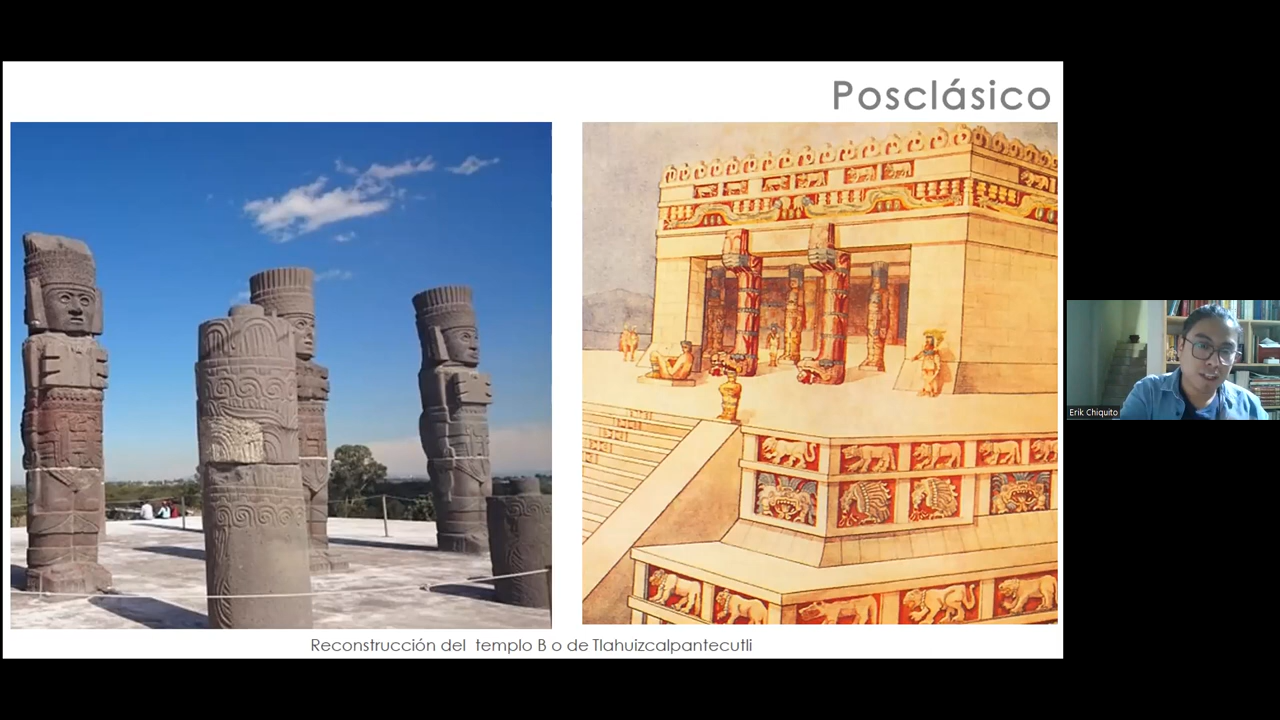 Posclásico
Reconstrucción del templo B o de Tlahuizcalpantecutli
Erik Chiquito